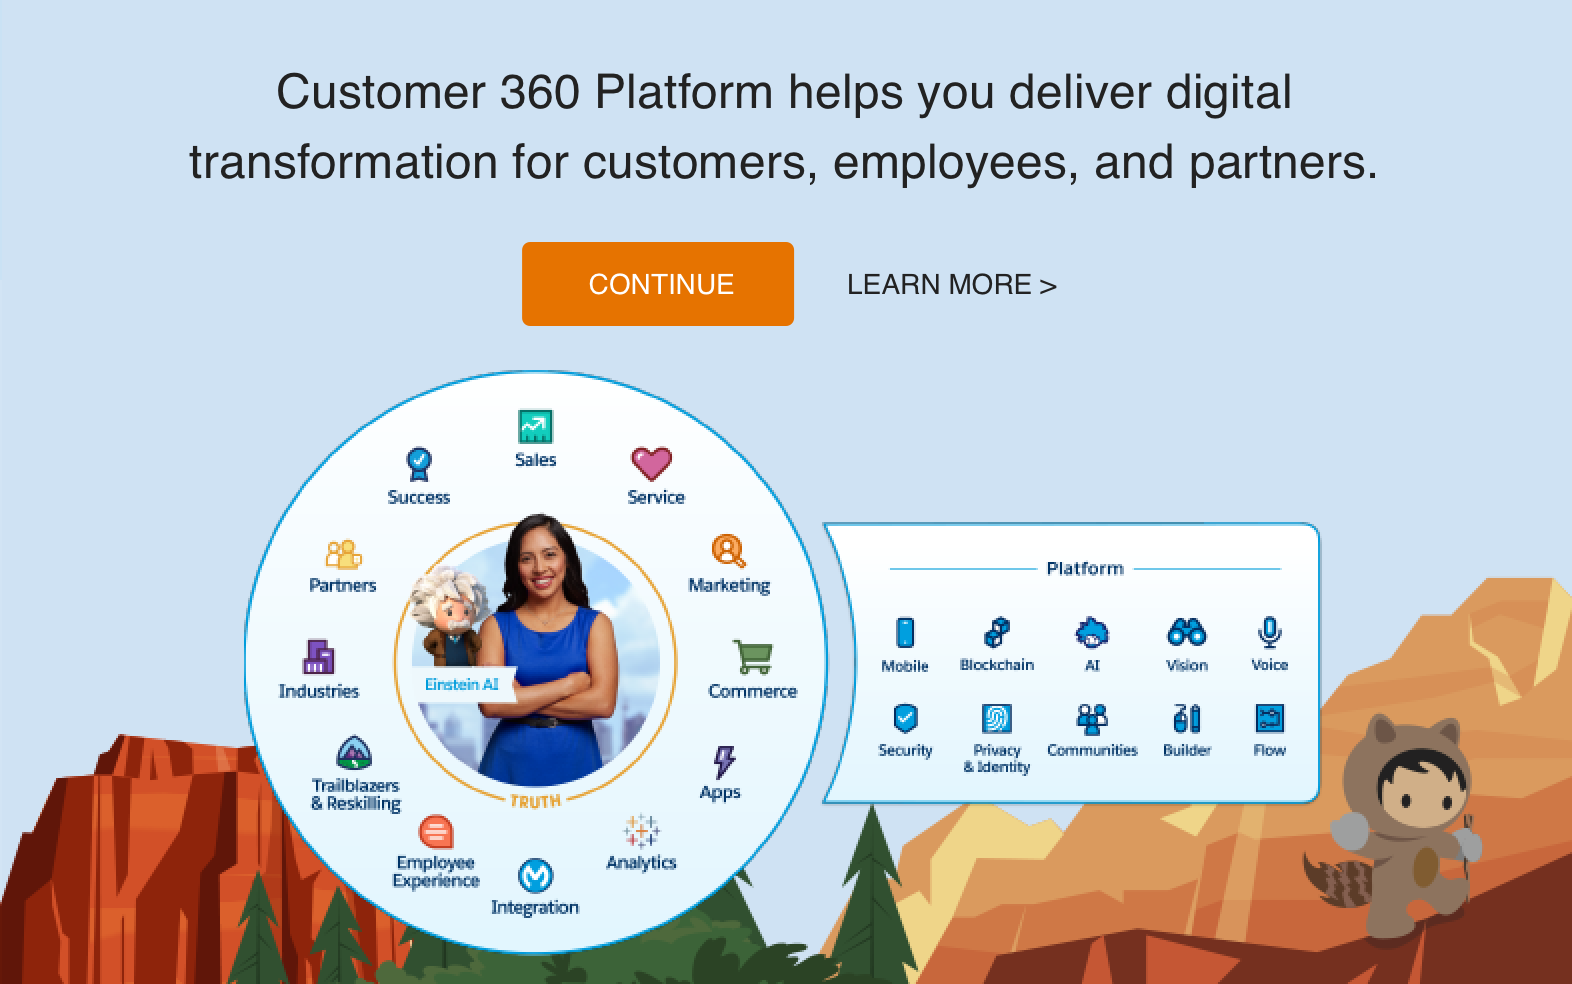 Customer 360 Platform helps you deliver digital
transformation for customers, employees, and partners.
CONTINUE
LEARN MORE >
Sales
Success
Service
Partners
Marketing
Industries
Einstein AI
Commerce
Trailblazers
& Reskilling
Apps
TRUTH
Employee
Experience
Analytics
Integration
Platform
Mobile
Blockchain
AI
Vision
Voice
Security
Privacy
& Identity
Communities
Builder
Flow